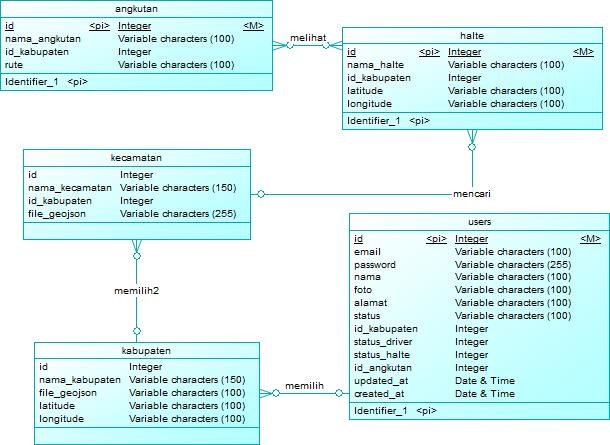 angkutan
id <pi> Integer <M>
nama_angkutan Variable characters (100)
id_kabupaten Integer
rute Variable characters (100)
Identifier_1 <pi>
melihat
halte
id <pi> Integer <M>
nama_halte Variable characters (100)
id_kabupaten Integer
latitude Variable characters (100)
longitude Variable characters (100)
Identifier_1 <pi>
mencari
kecamatan
id Integer
nama_kecamatan Variable characters (150)
id_kabupaten Integer
file_geojson Variable characters (255)
memilih2
users
id <pi> Integer <M>
email Variable characters (100)
password Variable characters (255)
nama Variable characters (100)
foto Variable characters (100)
alamat Variable characters (100)
status Variable characters (100)
id_kabupaten Integer
status_driver Integer
status_halte Integer
id_angkutan Integer
updated_at Date & Time
created_at Date & Time
Identifier_1 <pi>
memilih
kabupaten
id Integer
nama_kabupaten Variable characters (150)
file_geojson Variable characters (100)
latitude Variable characters (100)
longitude Variable characters (100)